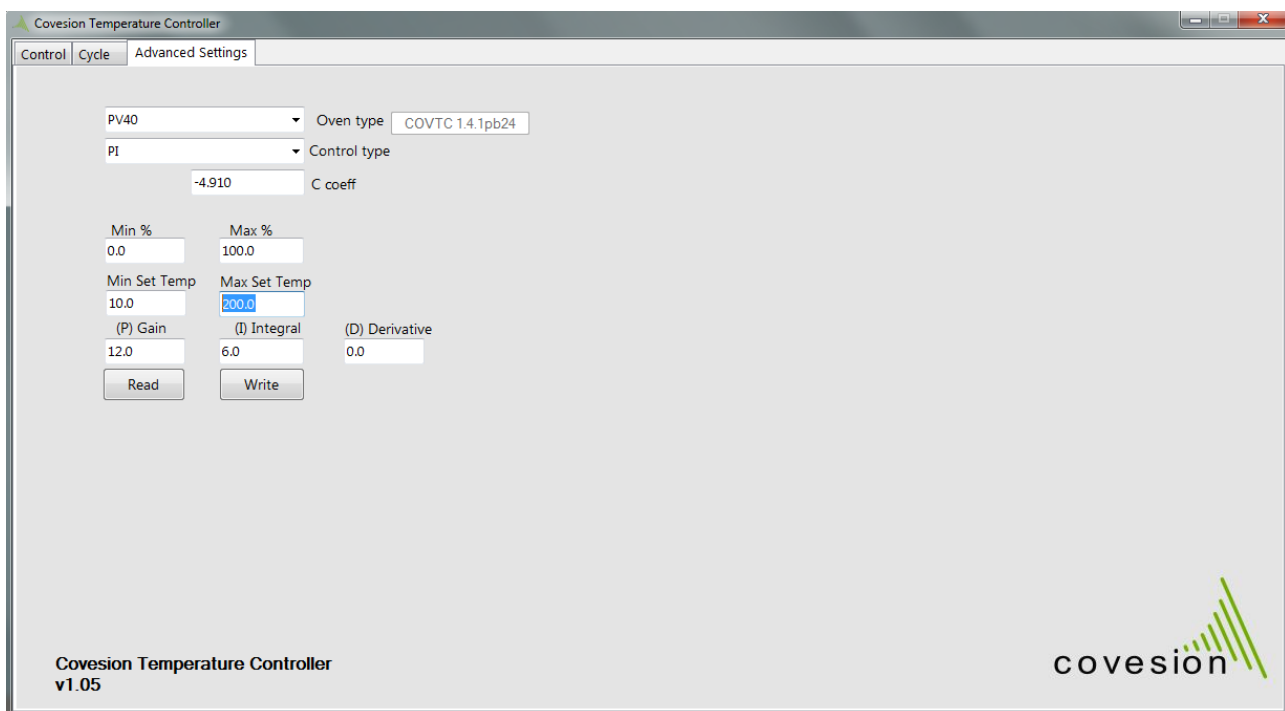 Covesion Temperature Controller
Control Cycle Advanced Settings
PV40 Oven type COVTC 1.4.1pb24
PI Control type
-4.910 C coeff
Min % Max %
0.0 100.0
Min Set Temp Max Set Temp
10.0 200.0
(P) Gain (I) Integral (D) Derivative
12.0 6.0 0.0
Read Write
Covesion Temperature Controller
v1.05
covesion